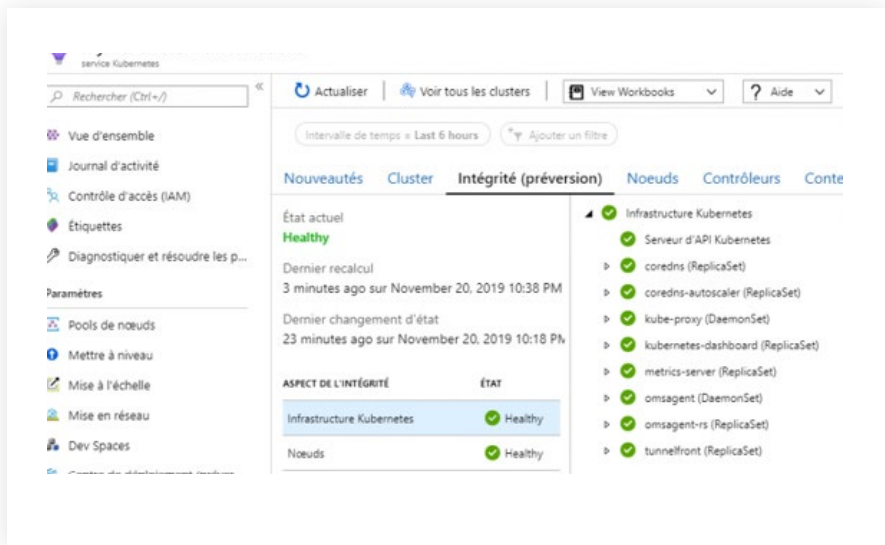 service Kubernetes
Rechercher (Ctrl+/)
«
Vue d'ensemble
Journal d'activité
Contrôle d'accès (IAM)
Étiquettes
Diagnostiquer et résoudre les p...
Paramètres
Pools de nœuds
Mettre à niveau
Mise à l'échelle
Mise en réseau
Dev Spaces
Actualiser
Voir tous les clusters
View Workbooks
? Aide
Intervalle de temps = Last 6 hours
Ajouter un filtre
Nouveautés Cluster Intégrité (préversion) Noeuds Contrôleurs Conte
État actuel
Healthy
Dernier recalcul
3 minutes ago sur November 20, 2019 10:38 PM
Dernier changement d'état
23 minutes ago sur November 20, 2019 10:18 PM
ASPECT DE L'INTÉGRITÉ ÉTAT
Infrastructure Kubernetes Healthy
Nœuds Healthy
Infrastructure Kubernetes
Serveur d'API Kubernetes
coredns (ReplicaSet)
coredns-autoscaler (ReplicaSet)
kube-proxy (DaemonSet)
kubernetes-dashboard (ReplicaSet)
metrics-server (ReplicaSet)
omsagent (DaemonSet)
omsagent-rs (ReplicaSet)
tunnelfront (ReplicaSet)